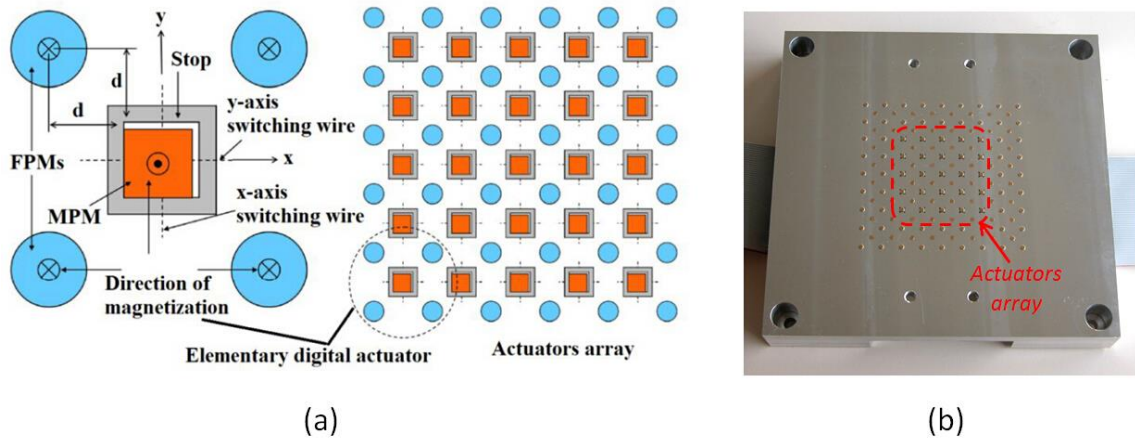 y
Stop
d
d
y-axis
switching wire
x
FPMs
MPM
x-axis
switching wire
Direction of
magnetization
Elementary digital actuator
Actuators array
(a)
Actuators
array
(b)